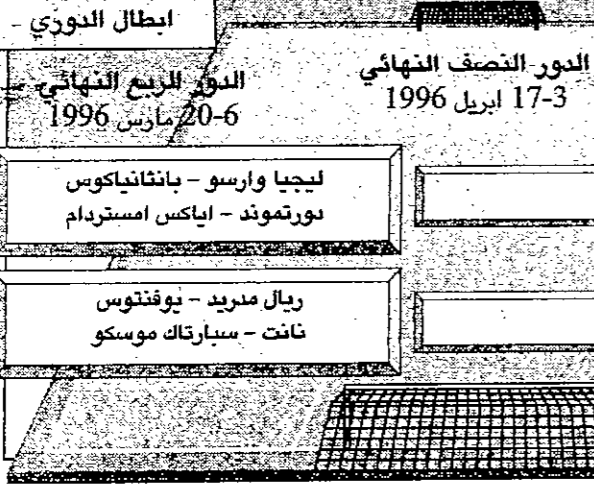 ابطال الدوري -
الدور النصف النهائي
3-17 ابريل 1996
الدور الربع النهائي
6-20 مارس 1996
ليجيا وارسو - بانثانياكوس
دورتموند - اياكس امستردام
ريال مدريد - يوفنتوس
نانت - سبارتاك موسكو